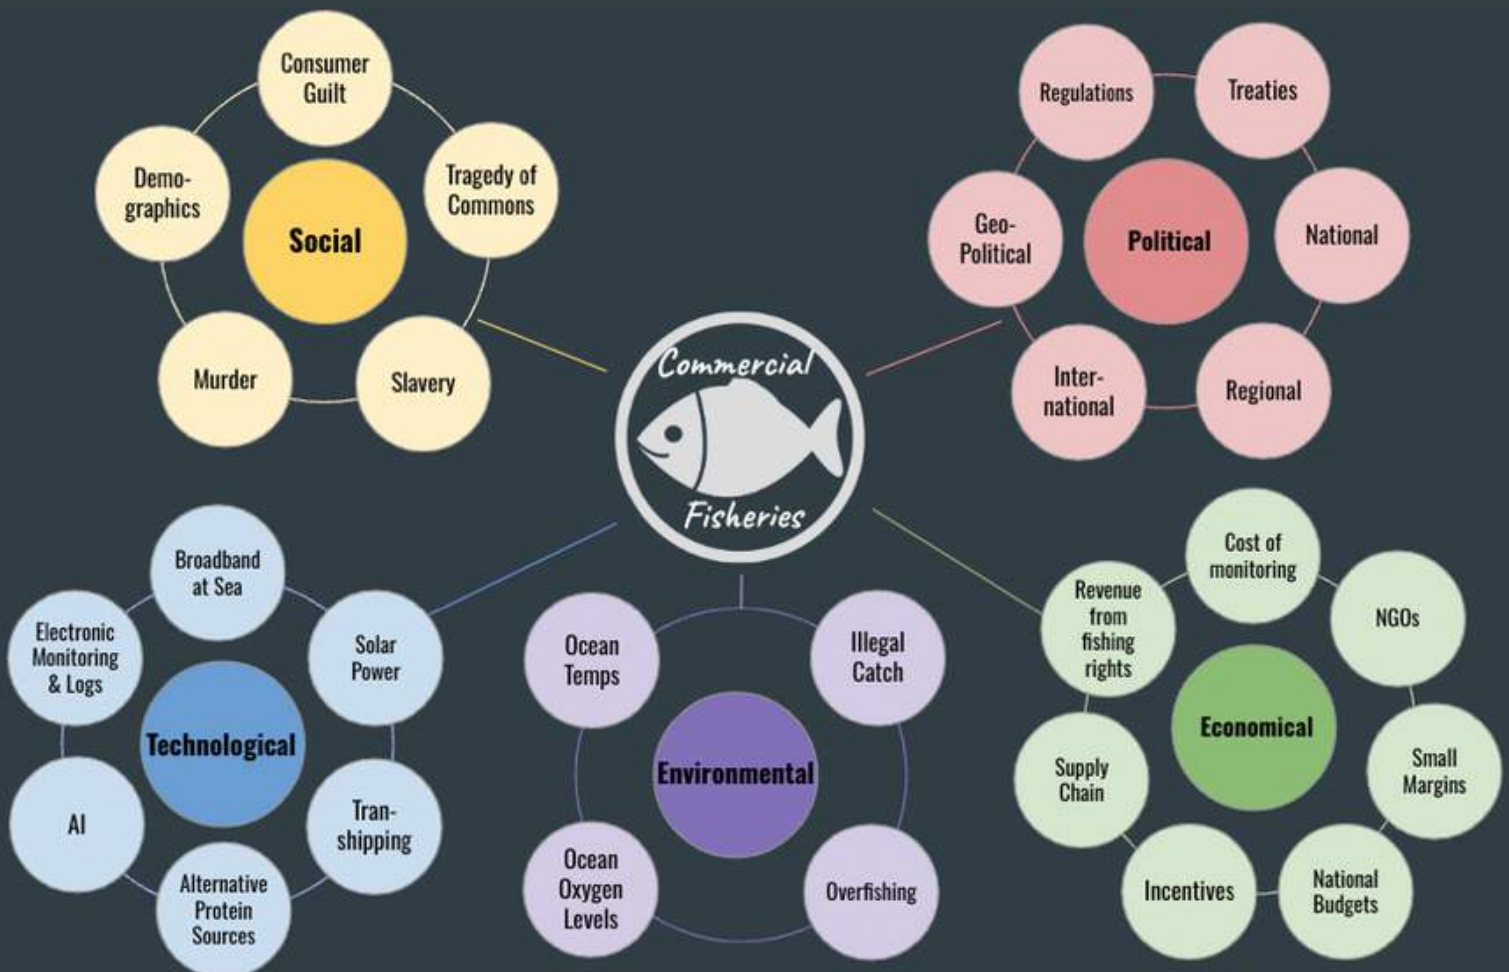 Consumer
Guilt
Demo-
graphics
Tragedy of
Commons
Social
Murder
Slavery
Regulations
Treaties
Geo-
Political
Political
National
Inter-
national
Regional
Commercial
Fisheries
Broadband
at Sea
Electronic
Monitoring
& Logs
Solar
Power
Technological
AI
Tran-
shipping
Alternative
Protein
Sources
Ocean
Temps
Illegal
Catch
Environmental
Ocean
Oxygen
Levels
Overfishing
Cost of
monitoring
Revenue
from
fishing
rights
NGOs
Economical
Supply
Chain
Small
Margins
Incentives
National
Budgets